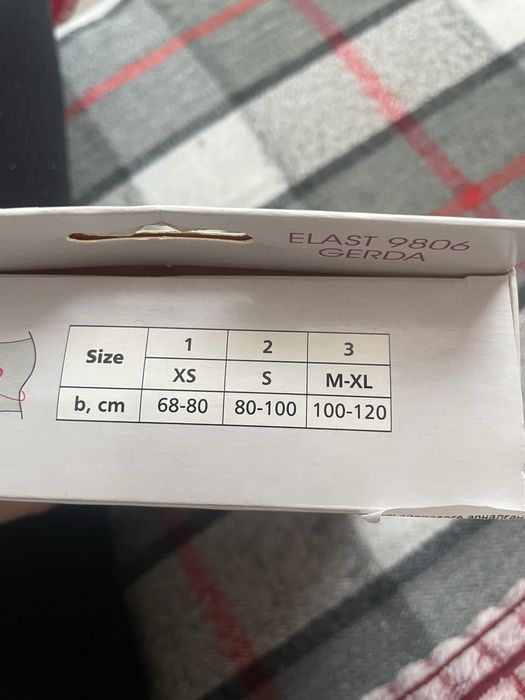 ELAST 9806
GERDA
Size 1 2 3
XS S M-XL
b, cm 68-80 80-100 100-120